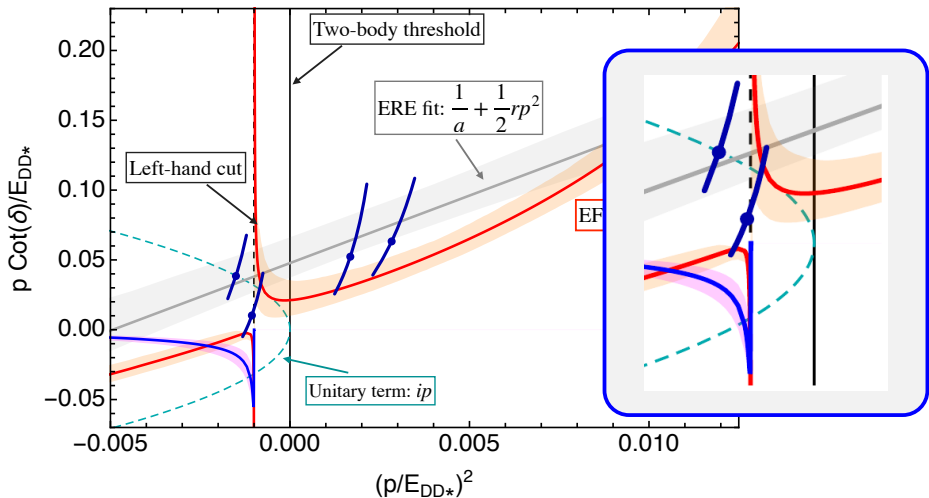 0.20
0.15
0.10
0.05
0.00
−0.05
p Cot(δ)/E_DD*
Two-body threshold
ERE fit: 1/a + 1/2 rp²
Left-hand cut
EF
Unitary term: ip
−0.005
0.000
0.005
0.010
(p/E_DD*)²